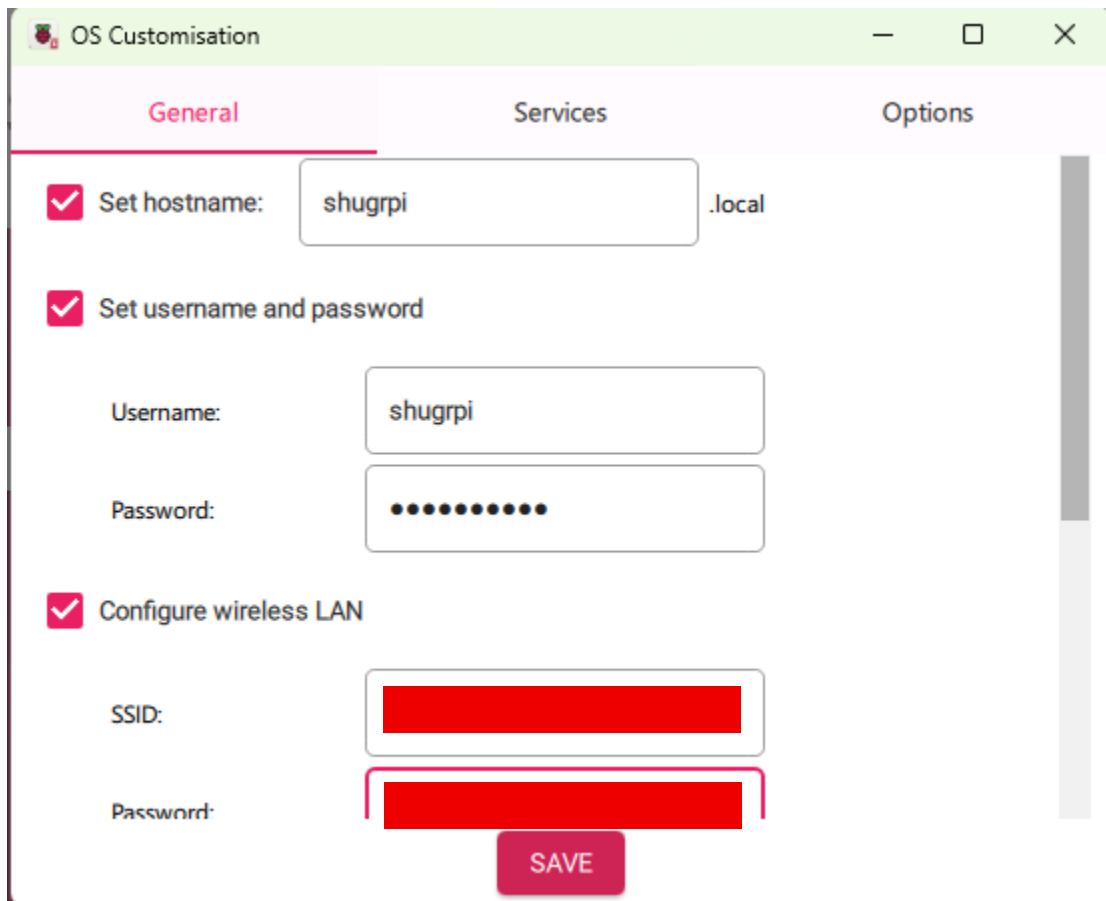 OS Customisation
General Services Options
Set hostname: shugrpi .local
Set username and password
Username: shugrpi
Password: ●●●●●●●●●●
Configure wireless LAN
SSID:
Password:
SAVE